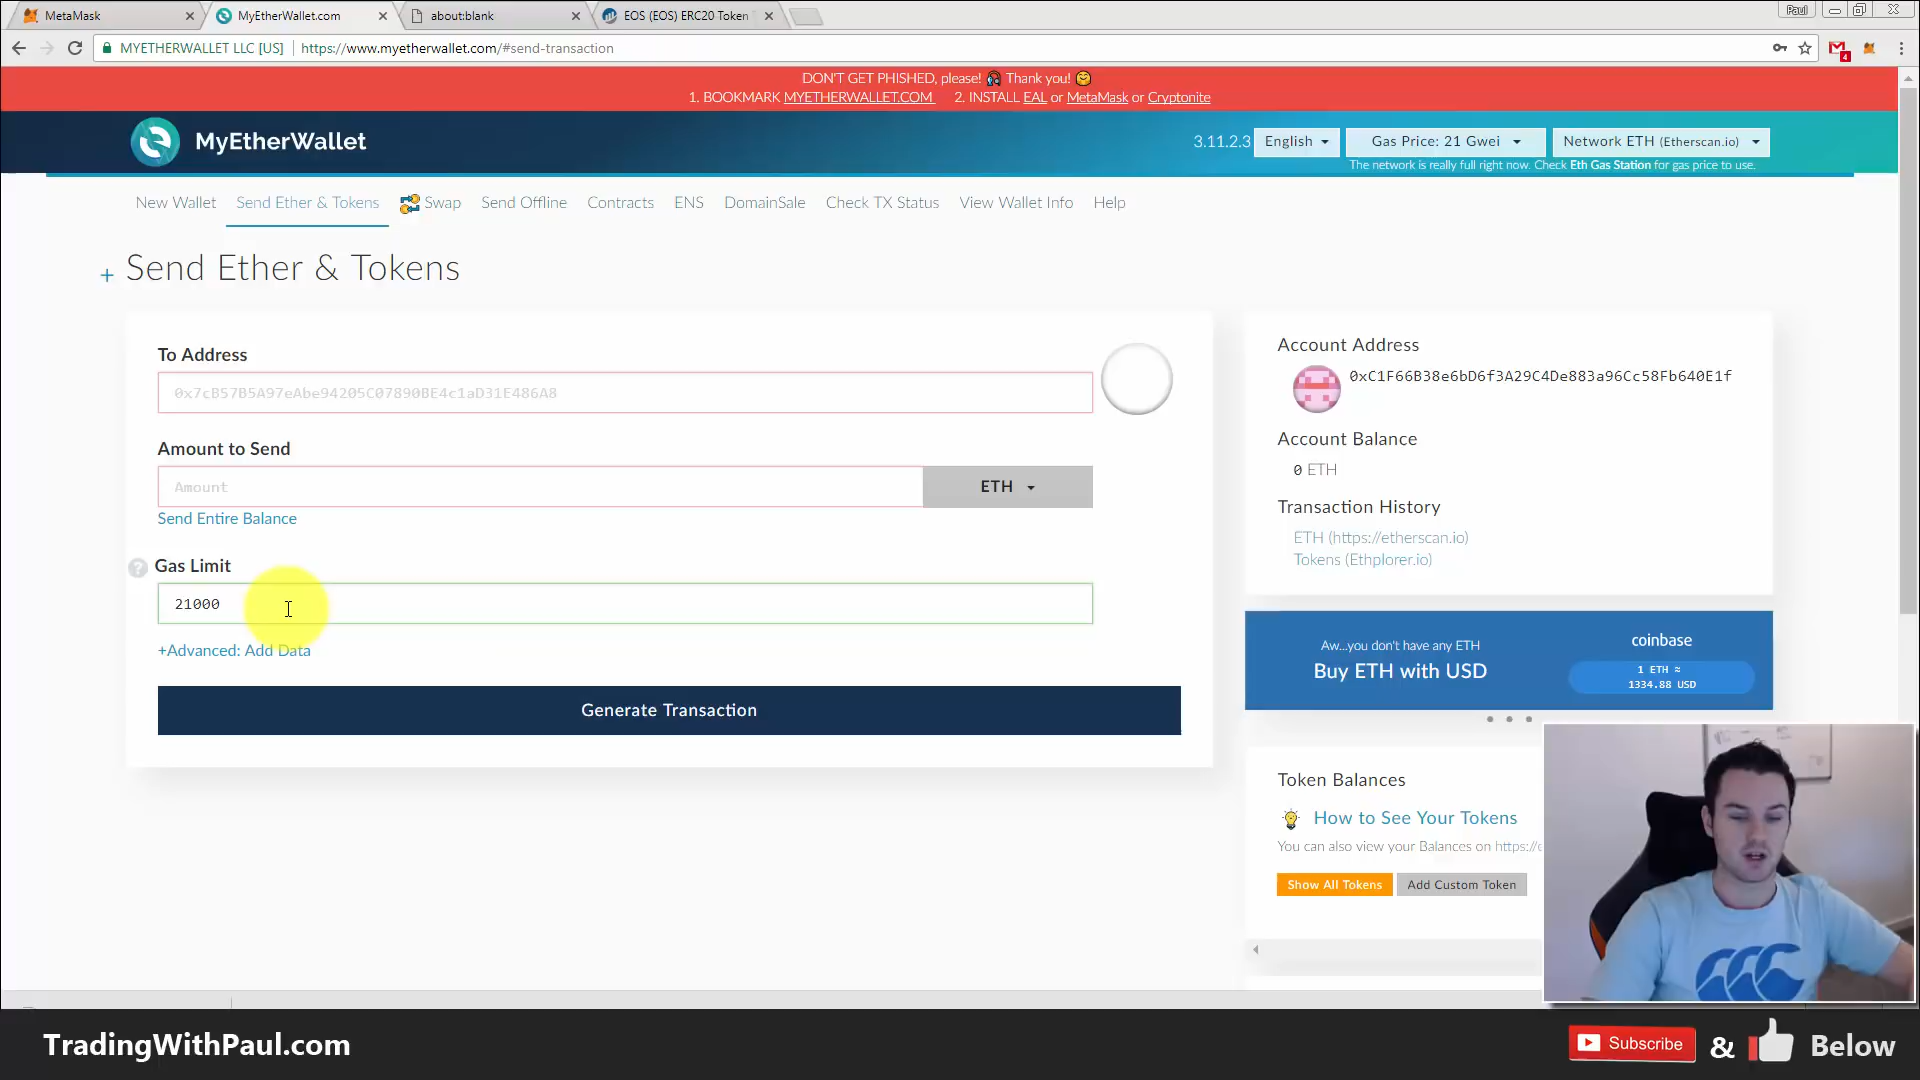 MetaMask
MyEtherWallet.com
about:blank
EOS (EOS) ERC20 Token
Paul
MYETHERWALLET LLC [US]
https://www.myetherwallet.com/#send-transaction
4
DON'T GET PHISHED, please! Thank you!
1. BOOKMARK MYETHERWALLET.COM 2. INSTALL EAL or MetaMask or Cryptonite
MyEtherWallet
3.11.2.3
English
Gas Price: 21 Gwei
Network ETH (Etherscan.io)
The network is really full right now. Check Eth Gas Station for gas price to use.
New Wallet
Send Ether & Tokens
Swap
Send Offline
Contracts
ENS
DomainSale
Check TX Status
View Wallet Info
Help
+ Send Ether & Tokens
To Address
0x7cB57B5A97eAbe94205C07890BE4c1aD31E486A8
Amount to Send
Amount
ETH
Send Entire Balance
? Gas Limit
21000
+Advanced: Add Data
Generate Transaction
Account Address
0xC1F66B38e6bD6f3A29C4De883a96Cc58Fb640E1f
Account Balance
0 ETH
Transaction History
ETH (https://etherscan.io)
Tokens (Ethplorer.io)
Aw...you don't have any ETH
Buy ETH with USD
coinbase
1 ETH ≈
1334.88 USD
Token Balances
How to See Your Tokens
You can also view your Balances on https://e
Show All Tokens
Add Custom Token
TradingWithPaul.com
Subscribe & Below